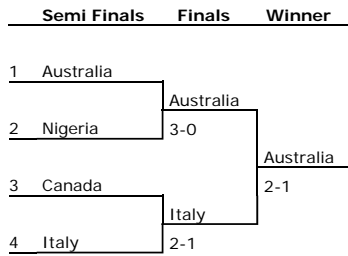 Semi Finals Finals Winner
1 Australia
Australia
2 Nigeria 3-0
Australia
3 Canada 2-1
Italy
4 Italy 2-1